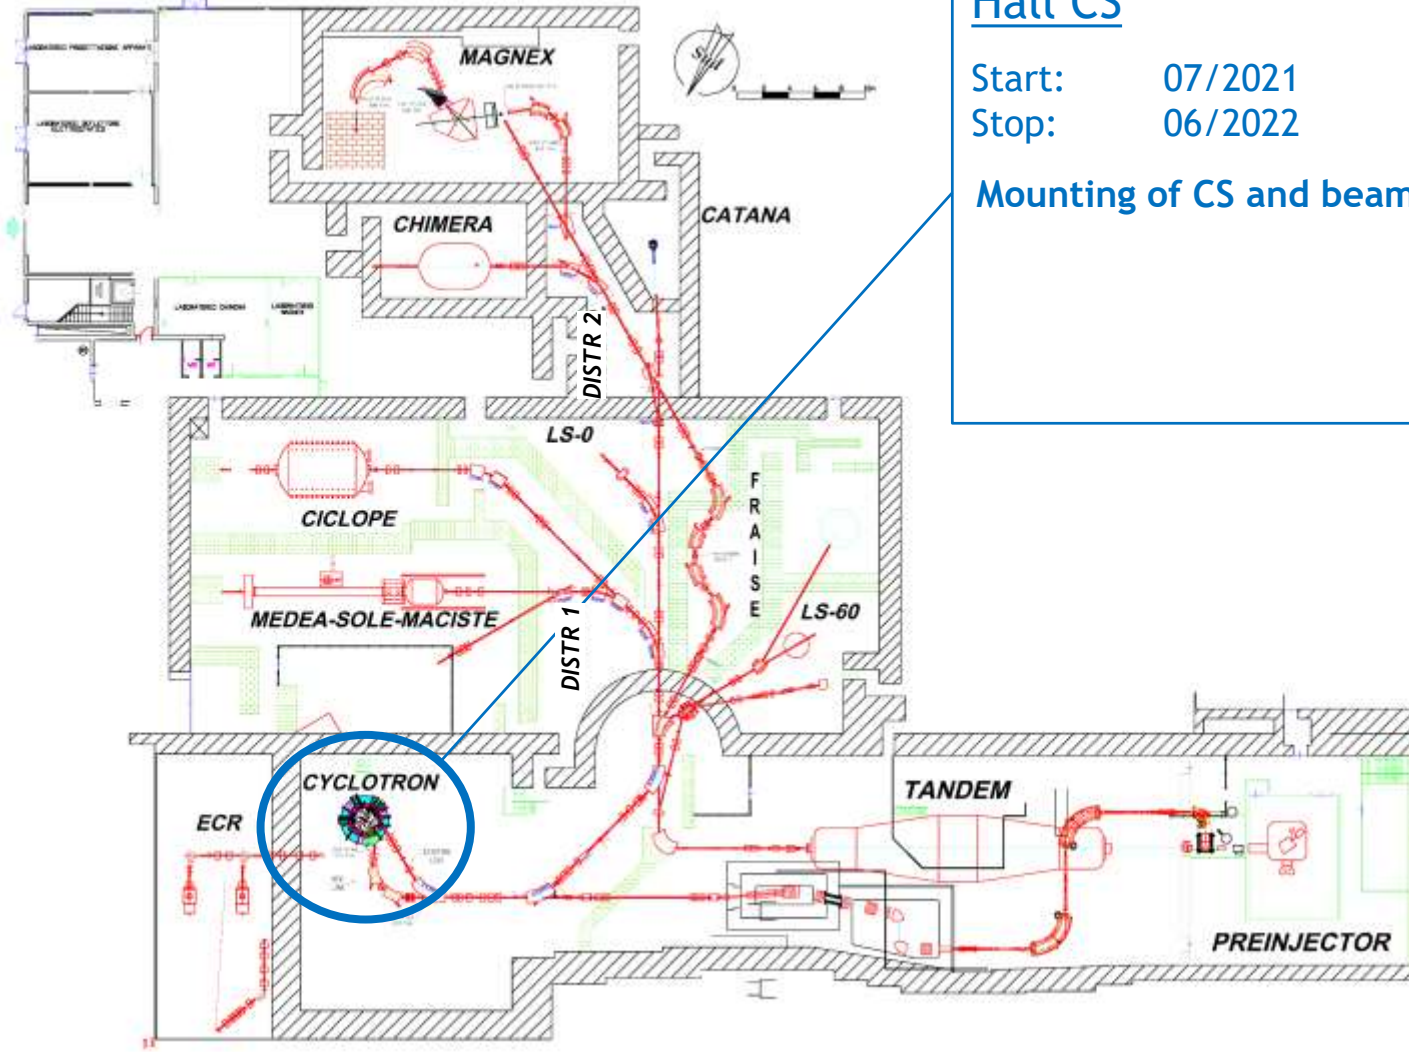 Hall CS
Start: 07/2021
Stop: 06/2022
Mounting of CS and beam
MAGNEX
Sud
CHIMERA
CATANA
DISTR 2
LS-0
CICLOPE
FRAISE
MEDEA-SOLE-MACISTE
LS-60
DISTR 1
CYCLOTRON
TANDEM
ECR
PREINJECTOR